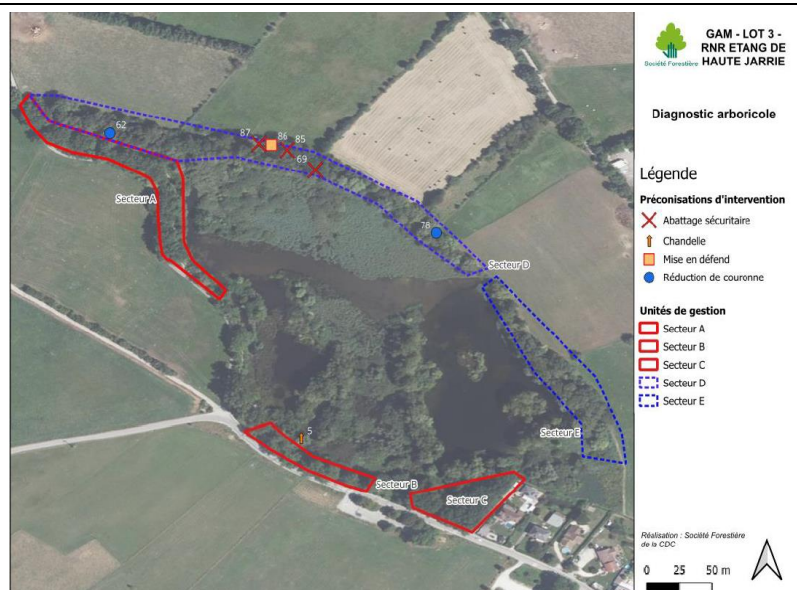 Société Forestière
GAM - LOT 3 -
RNR ETANG DE
HAUTE JARRIE
Diagnostic arboricole
Légende
Préconisations d'intervention
Abattage sécuritaire
Chandelle
Mise en défend
Réduction de couronne
Unités de gestion
Secteur A
Secteur B
Secteur C
Secteur D
Secteur E
Réalisation : Société Forestière
de la CDC
0 25 50 m
62
87
86
85
69
78
5
Secteur A
Secteur D
Secteur E
Secteur B
Secteur C